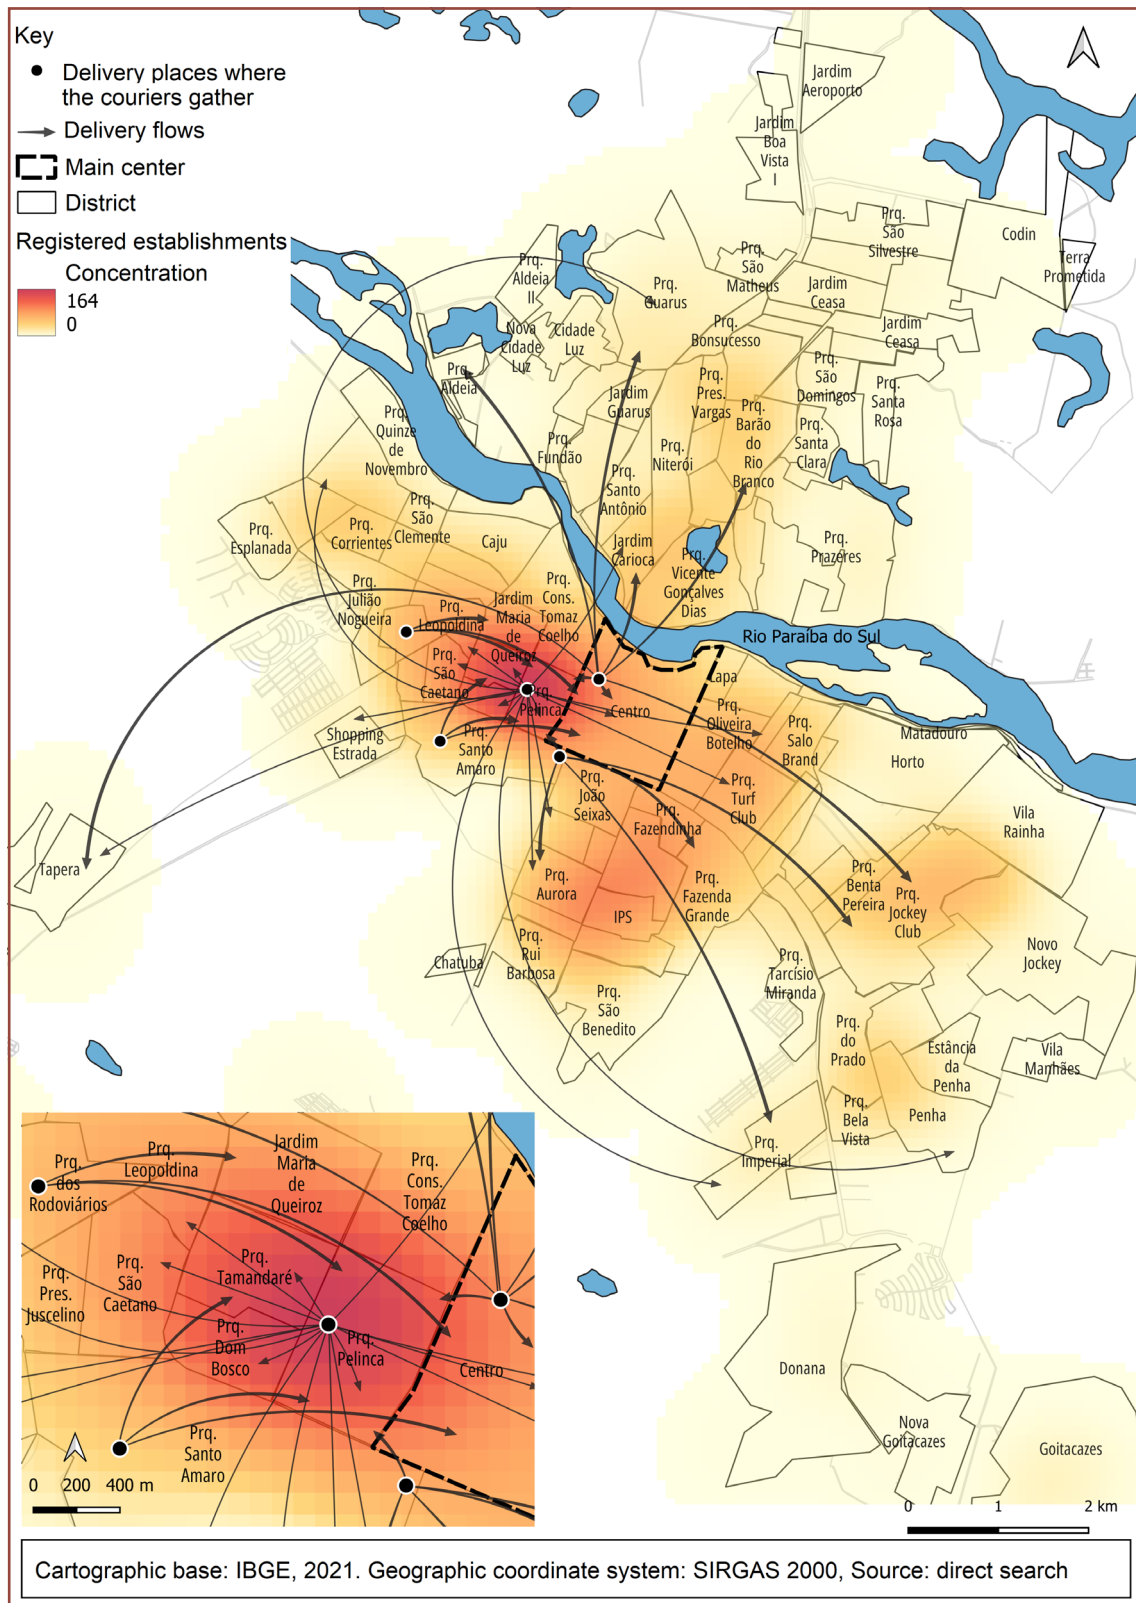 Key
Delivery places where
the couriers gather
Delivery flows
Main center
District
Registered establishments
Concentration
164
0
Jardim
Aeroporto
Jardim
Boa
Vista
I
Prq.
São
Silvestre
Codin
Terra
Prometida
Prq.
Aldeia
II
Prq.
São
Matheus
Prq.
Guarus
Jardim
Ceasa
Nova
Cidade
Luz
Cidade
Luz
Prq.
Bonsucesso
Jardim
Ceasa
Prq.
Aldeia
Jardim
Guarus
Prq.
Pres.
Vargas
Prq.
São
Domingos
Prq.
Santa
Rosa
Prq.
Quinze
de
Novembro
Prq.
Fundão
Prq.
Niterói
Prq.
Barão
do
Rio
Branco
Prq.
Santa
Clara
Prq.
Santo
Antônio
Prq.
Esplanada
Prq.
Corrientes
Prq.
São
Clemente
Caju
Jardim
Carioca
Prq.
Vicente
Gonçalves
Dias
Prq.
Prazeres
Prq.
Julião
Nogueira
Prq.
Leopoldina
Jardim
Maria
de
Queiroz
Prq.
Cons.
Tomaz
Coelho
Rio Paraíba do Sul
Prq.
São
Caetano
Prq.
Pelinca
Centro
Lapa
Prq.
Oliveira
Botelho
Prq.
Salo
Brand
Matadouro
Horto
Shopping
Estrada
Prq.
Santo
Amaro
Prq.
João
Seixas
Prq.
Turf
Club
Prq.
Fazendinha
Vila
Rainha
Tapera
Prq.
Aurora
IPS
Prq.
Fazenda
Grande
Prq.
Benta
Pereira
Prq.
Jockey
Club
Novo
Jockey
Chatuba
Prq.
Rui
Barbosa
Prq.
São
Benedito
Prq.
Tarcísio
Miranda
Prq.
do
Prado
Estância
da
Penha
Vila
Manhães
Prq.
Bela
Vista
Penha
Prq.
Imperial
Donana
Nova
Goitacazes
Goitacazes
Prq.
dos
Rodoviários
Prq.
Leopoldina
Jardim
Maria
de
Queiroz
Prq.
Cons.
Tomaz
Coelho
Prq.
Pres.
Juscelino
Prq.
São
Caetano
Prq.
Tamandaré
Prq.
Dom
Bosco
Prq.
Pelinca
Centro
Prq.
Santo
Amaro
0 200 400 m
0 1 2 km
Cartographic base: IBGE, 2021. Geographic coordinate system: SIRGAS 2000, Source: direct search